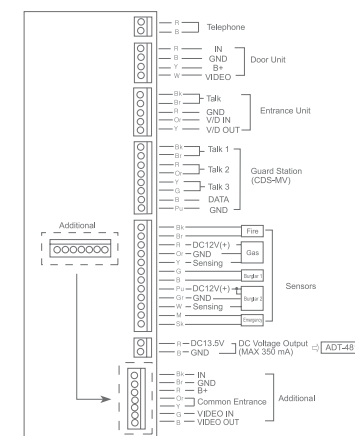 R
B
Telephone
R IN
B GND
Y B+
W VIDEO
Door Unit
Bk
Br
Talk
R GND
Or V/D IN
Y V/D OUT
Entrance Unit
Bk
Br
Talk 1
R
Or
Talk 2
Y
G
Talk 3
B DATA
Pu GND
Guard Station
(CDS-MV)
Additional
Bk
Br
Fire
R DC12V(+)
Or GND
Y Sensing
Gas
G
B
Burglar 1
Pu DC12V(+)
Gr GND
W Sensing
Burglar 2
M
Sk
Emergency
Sensors
R DC13.5V
B GND
DC Voltage Output
(MAX 350 mA)
ADT-48
Bk IN
Br GND
R B+
Or
Y
Common Entrance
G VIDEO IN
B VIDEO OUT
Additional